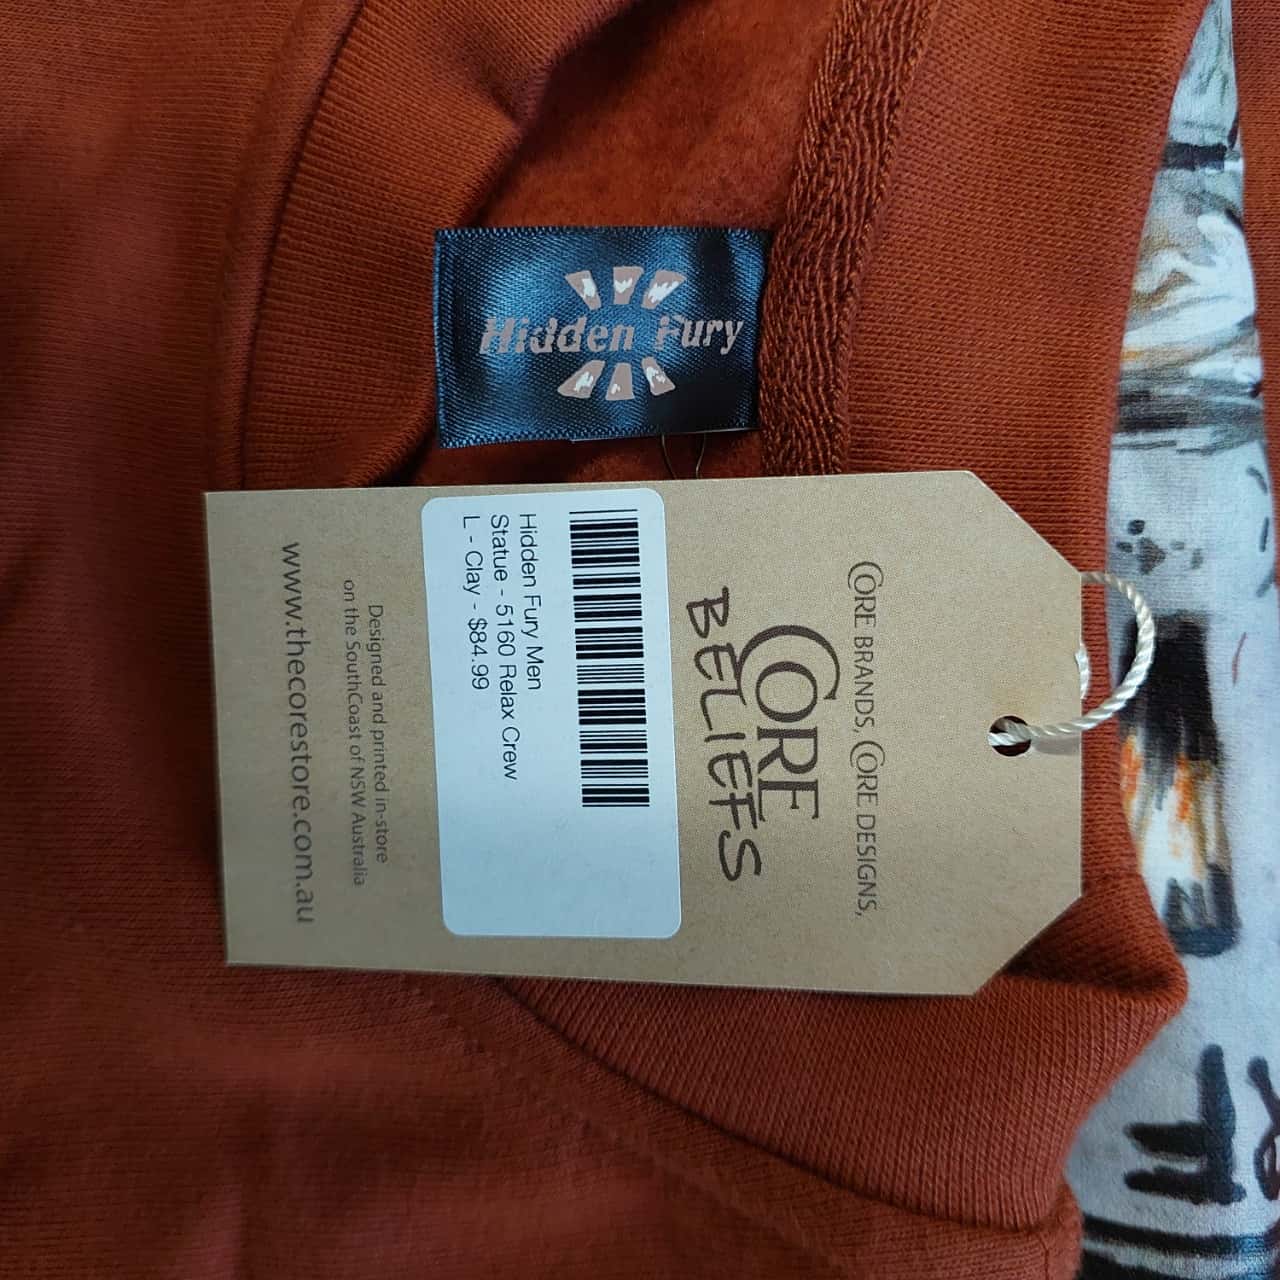 Hidden Fury
CORE BRANDS, CORE DESIGNS,
CORE
BELIEFS
Hidden Fury Men
Statue - 5160 Relax Crew
L - Clay - $84.99
Designed and printed in-store
on the SouthCoast of NSW Australia
www.thecorestore.com.au